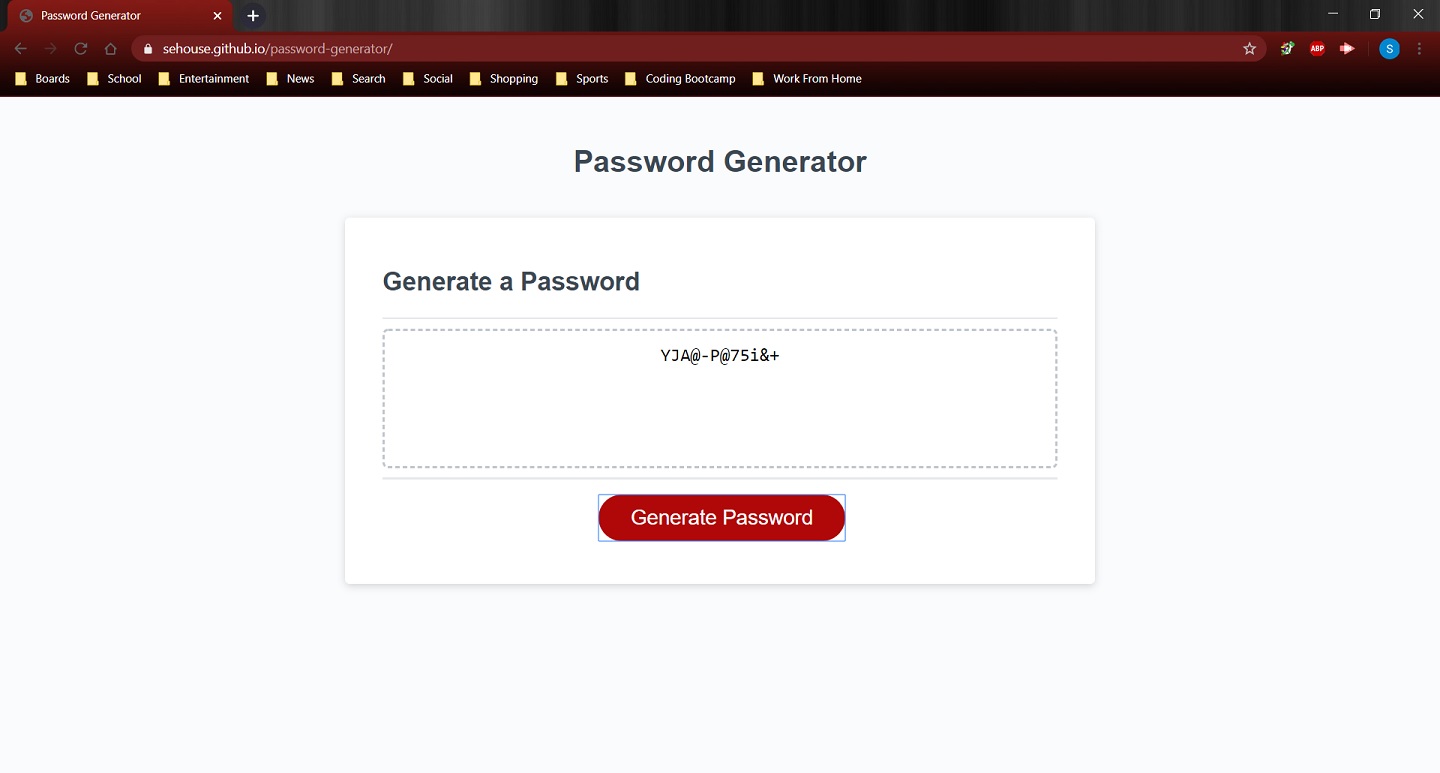 Password Generator
sehouse.github.io/password-generator/
ABP
S
Boards School Entertainment News Search Social Shopping Sports Coding Bootcamp Work From Home
Password Generator
Generate a Password
YJA@-P@75i&+
Generate Password